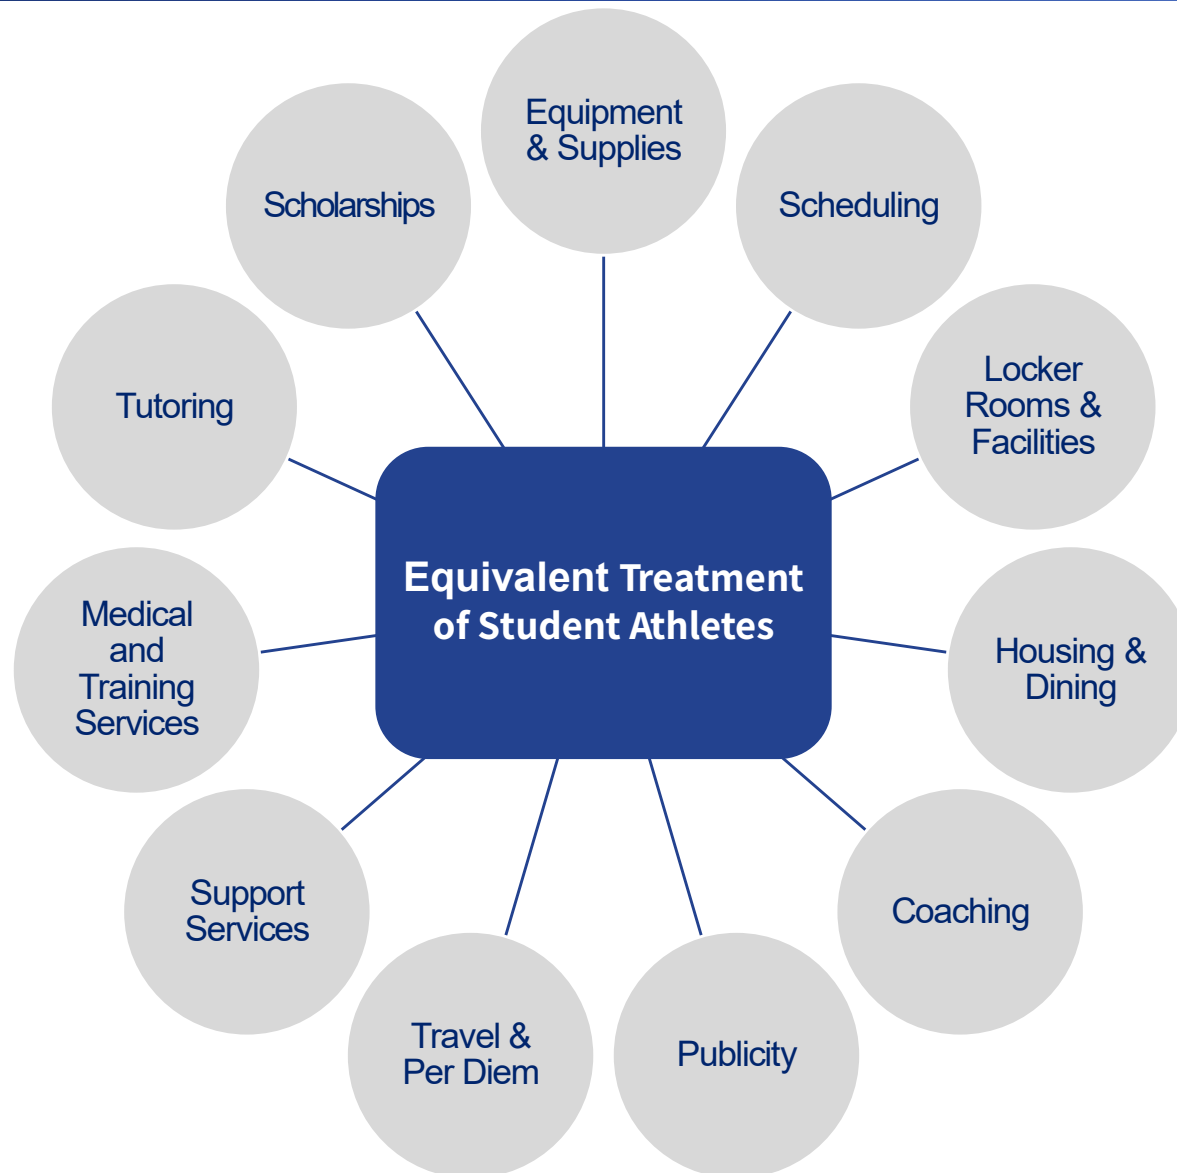 Equipment
& Supplies
Scheduling
Locker
Rooms &
Facilities
Housing &
Dining
Coaching
Publicity
Travel &
Per Diem
Support
Services
Medical
and
Training
Services
Tutoring
Scholarships
Equivalent Treatment
of Student Athletes